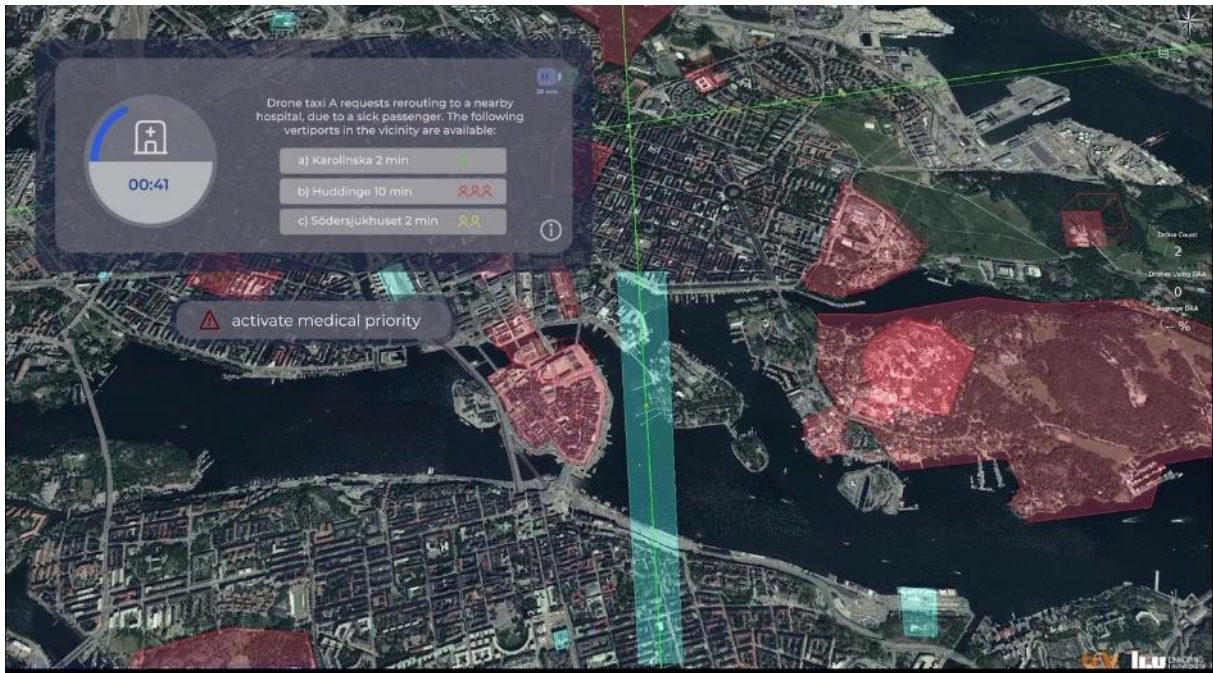 Drone taxi A requests rerouting to a nearby
hospital, due to a sick passenger. The following
vertiports in the vicinity are available:
00:41
a) Karolinska 2 min
b) Huddinge 10 min
c) Södersjukhuset 2 min
activate medical priority
Drone Count
2
Drones Using DAA
0
Average DAA
-- %
LINKÖPING
UNIVERSITY